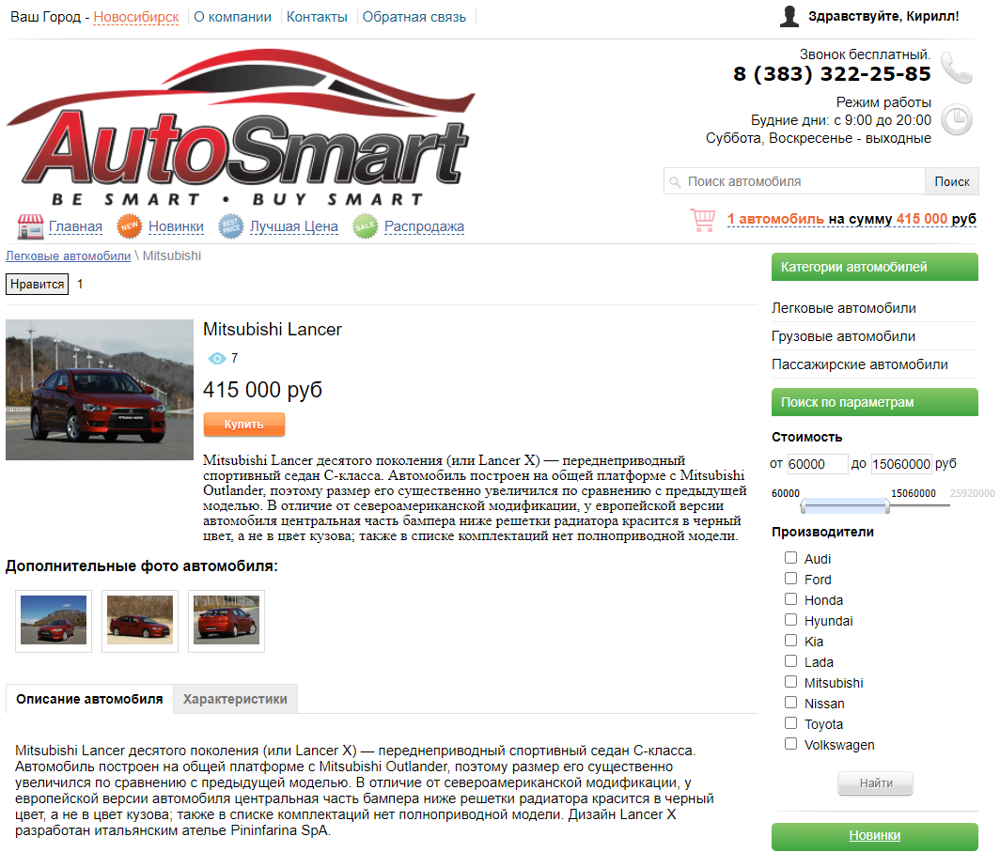 Ваш Город - Новосибирск
О компании
Контакты
Обратная связь
Здравствуйте, Кирилл!
AutoSmart
BE SMART • BUY SMART
Звонок бесплатный.
8 (383) 322-25-85
Режим работы
Будние дни: с 9:00 до 20:00
Суббота, Воскресенье - выходные
Поиск автомобиля
Поиск
Главная
NEW
Новинки
BEST PRICE
Лучшая Цена
SALE
Распродажа
1 автомобиль на сумму 415 000 руб
Легковые автомобили \ Mitsubishi
Нравится 1
Mitsubishi Lancer
7
415 000 руб
Купить
Mitsubishi Lancer десятого поколения (или Lancer X) — переднеприводный
спортивный седан C-класса. Автомобиль построен на общей платформе с Mitsubishi
Outlander, поэтому размер его существенно увеличился по сравнению с предыдущей
моделью. В отличие от североамериканской модификации, у европейской версии
автомобиля центральная часть бампера ниже решетки радиатора красится в черный
цвет, а не в цвет кузова; также в списке комплектаций нет полноприводной модели.
Дополнительные фото автомобиля:
Описание автомобиля
Характеристики
Mitsubishi Lancer десятого поколения (или Lancer X) — переднеприводный спортивный седан C-класса.
Автомобиль построен на общей платформе с Mitsubishi Outlander, поэтому размер его существенно
увеличился по сравнению с предыдущей моделью. В отличие от североамериканской модификации, у
европейской версии автомобиля центральная часть бампера ниже решетки радиатора красится в черный
цвет, а не в цвет кузова; также в списке комплектаций нет полноприводной модели. Дизайн Lancer X
разработан итальянским ателье Pininfarina SpA.
Категории автомобилей
Легковые автомобили
Грузовые автомобили
Пассажирские автомобили
Поиск по параметрам
Стоимость
от 60000 до 15060000 руб
60000 15060000 25920000
Производители
Audi
Ford
Honda
Hyundai
Kia
Lada
Mitsubishi
Nissan
Toyota
Volkswagen
Найти
Новинки